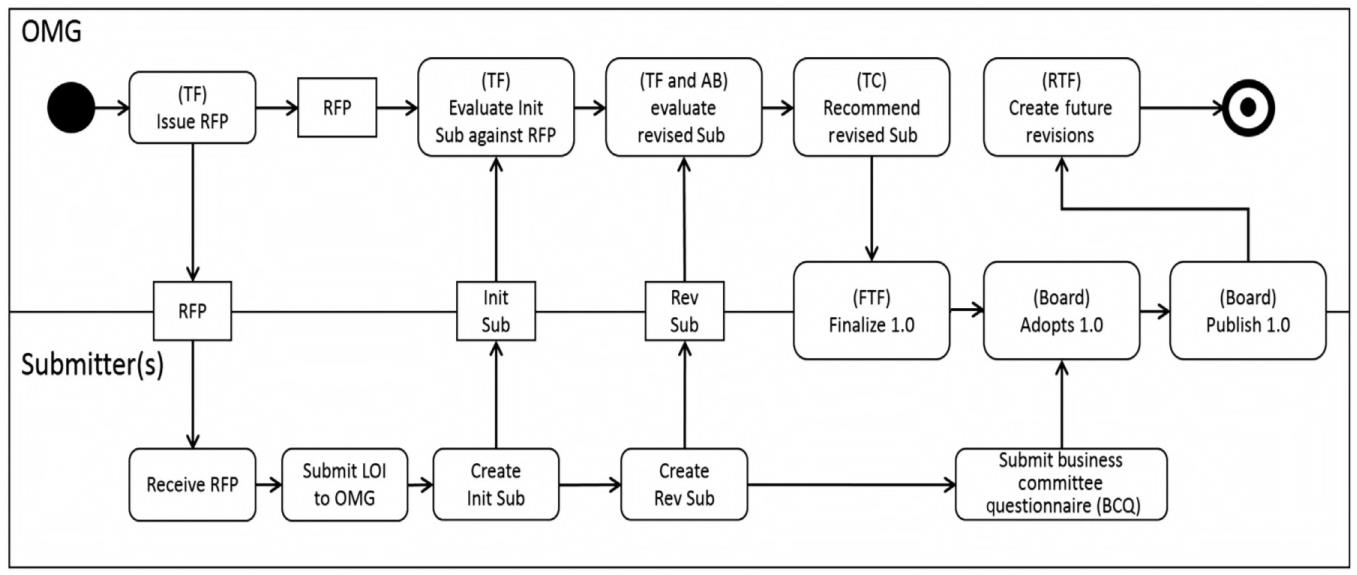 OMG
(TF)
Issue RFP
RFP
(TF)
Evaluate Init
Sub against RFP
(TF and AB)
evaluate
revised Sub
(TC)
Recommend
revised Sub
(RTF)
Create future
revisions
RFP
Init
Sub
Rev
Sub
(FTF)
Finalize 1.0
(Board)
Adopts 1.0
(Board)
Publish 1.0
Submitter(s)
Receive RFP
Submit LOI
to OMG
Create
Init Sub
Create
Rev Sub
Submit business
committee
questionnaire (BCQ)